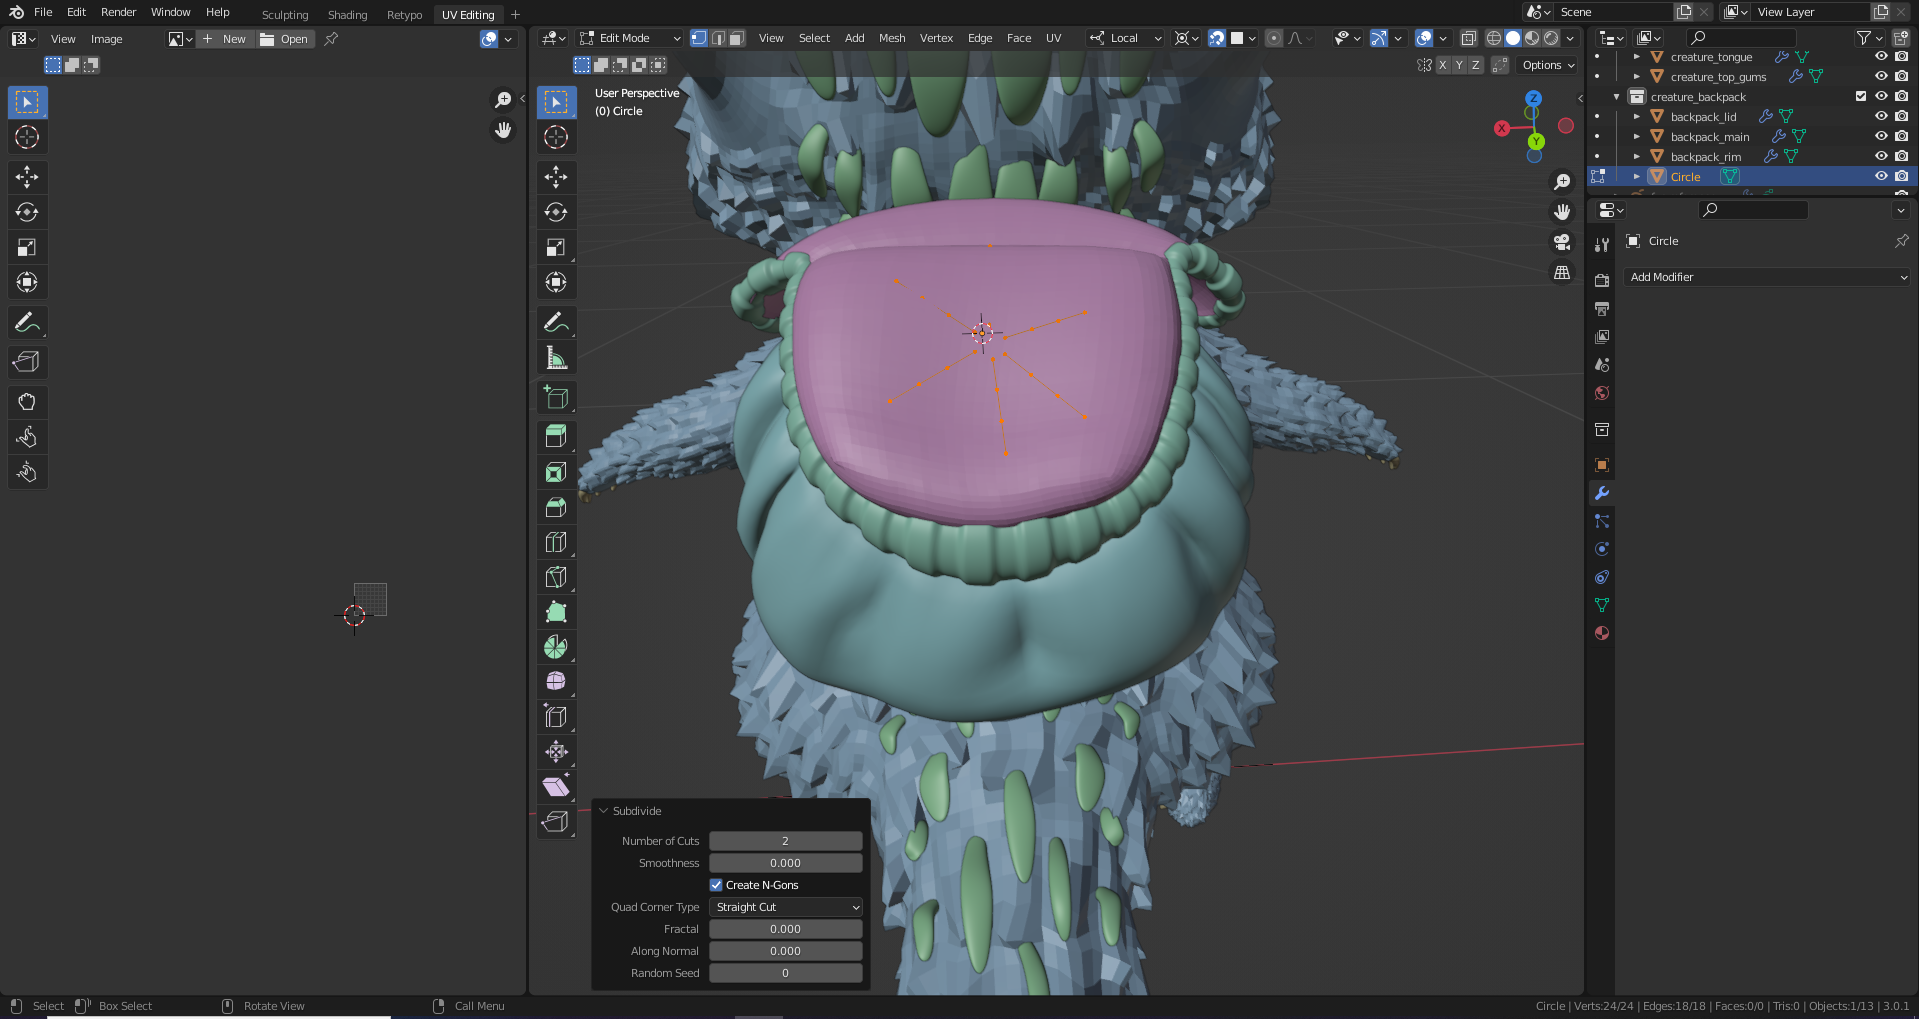 File Edit Render Window Help
Sculpting Shading Retypo UV Editing +
Scene
View Layer
View Image
New
Open
Edit Mode
View Select Add Mesh Vertex Edge Face UV
Local
X Y Z
Options
User Perspective
(0) Circle
Z
X
Y
creature_tongue
creature_top_gums
creature_backpack
backpack_lid
backpack_main
backpack_rim
Circle
Circle
Add Modifier
Subdivide
Number of Cuts 2
Smoothness 0.000
Create N-Gons
Quad Corner Type Straight Cut
Fractal 0.000
Along Normal 0.000
Random Seed 0
Select Box Select Rotate View Call Menu
Circle | Verts:24/24 | Edges:18/18 | Faces:0/0 | Tris:0 | Objects:1/13 | 3.0.1